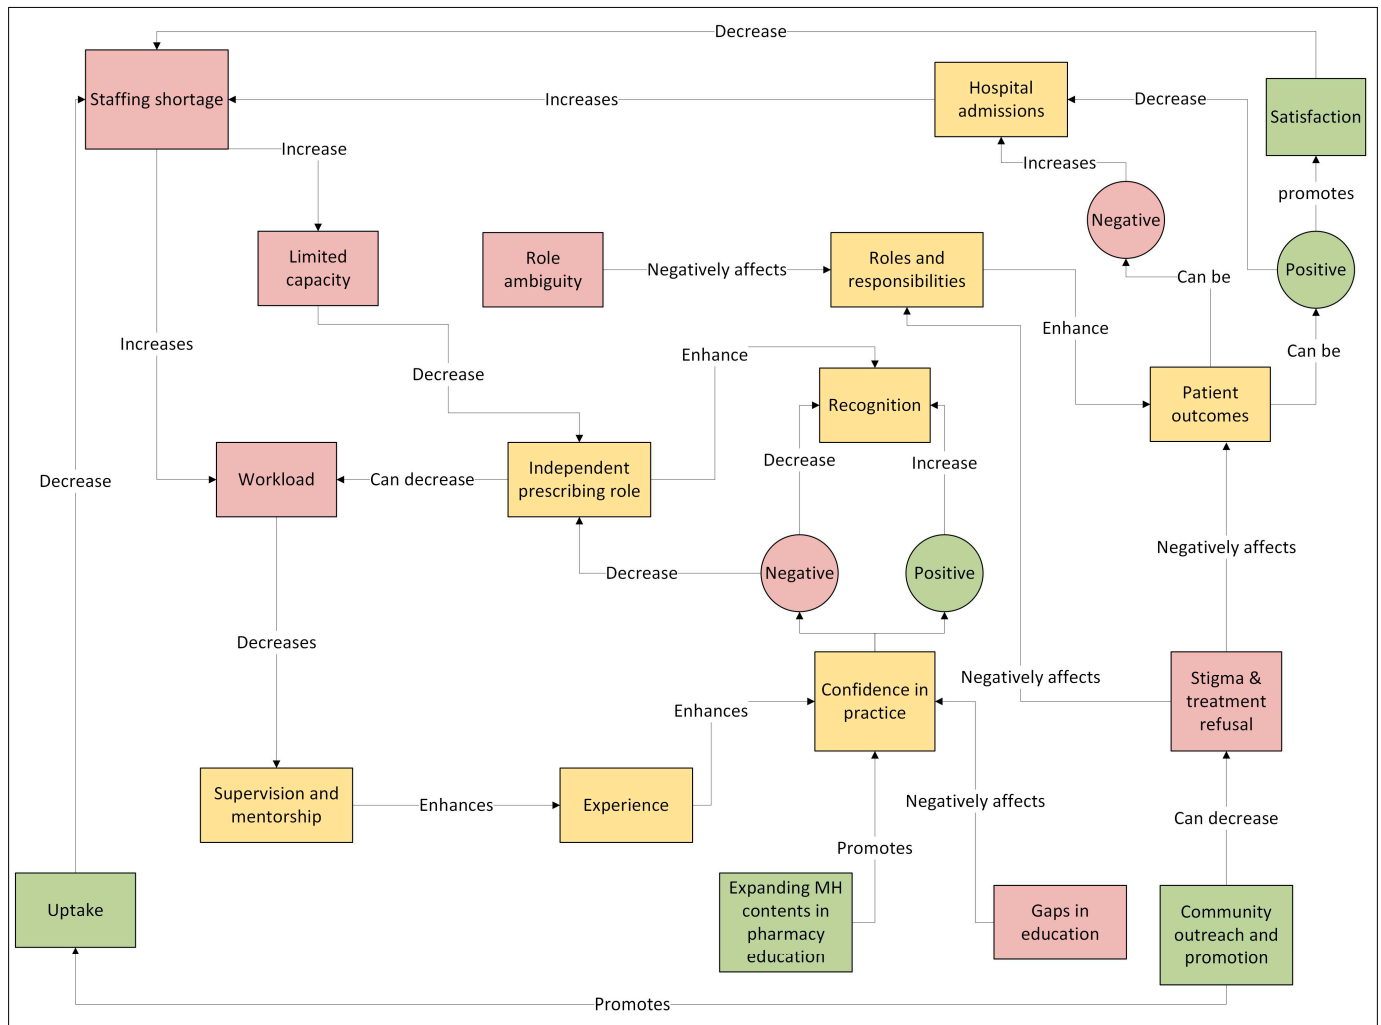 Decrease
Staffing shortage
Increases
Hospital
admissions
Decrease
Satisfaction
Increase
Increases
promotes
Negative
Limited
capacity
Role
ambiguity
Negatively affects
Roles and
responsibilities
Can be
Positive
Increases
Enhance
Enhance
Can be
Decrease
Recognition
Patient
outcomes
Decrease
Workload
Can decrease
Independent
prescribing role
Decrease
Increase
Negatively affects
Decrease
Negative
Positive
Decreases
Confidence in
practice
Negatively affects
Stigma &
treatment
refusal
Enhances
Supervision and
mentorship
Enhances
Experience
Negatively affects
Can decrease
Promotes
Uptake
Expanding MH
contents in
pharmacy
education
Gaps in
education
Community
outreach and
promotion
Promotes